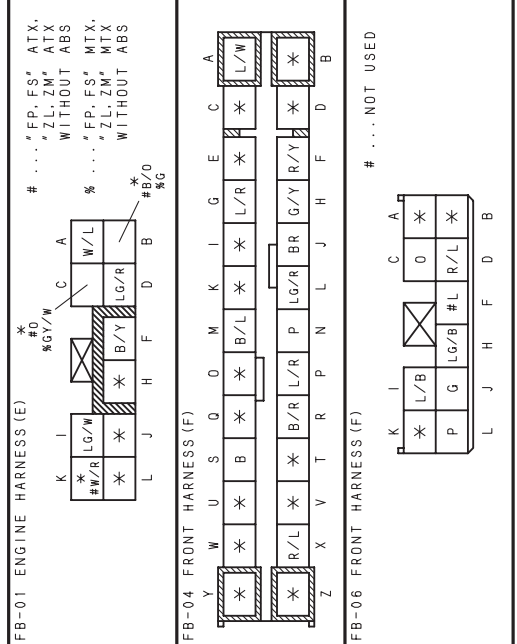 FB-01 ENGINE HARNESS(E)
# ..."FP,FS" ATX,
"ZL,ZM" ATX
WITHOUT ABS
% ..."FP,FS" MTX,
"ZL,ZM" MTX
WITHOUT ABS
*
#O
%GY/W
*
#B/O
%G
K I C A
*
#W/R LG/W W/L
* * * B/Y LG/R
L J H F D B
FB-04 FRONT HARNESS(F)
Y W U S Q O M K I G E C A
* * * B * * B/L * * L/R * * L/W
* R/L * * B/R L/R P LG/R BR G/Y R/Y * *
Z X V T R P N L J H F D B
FB-06 FRONT HARNESS(F)
# ...NOT USED
K I C A
* L/B O *
P G LG/B #L R/L *
L J H F D B